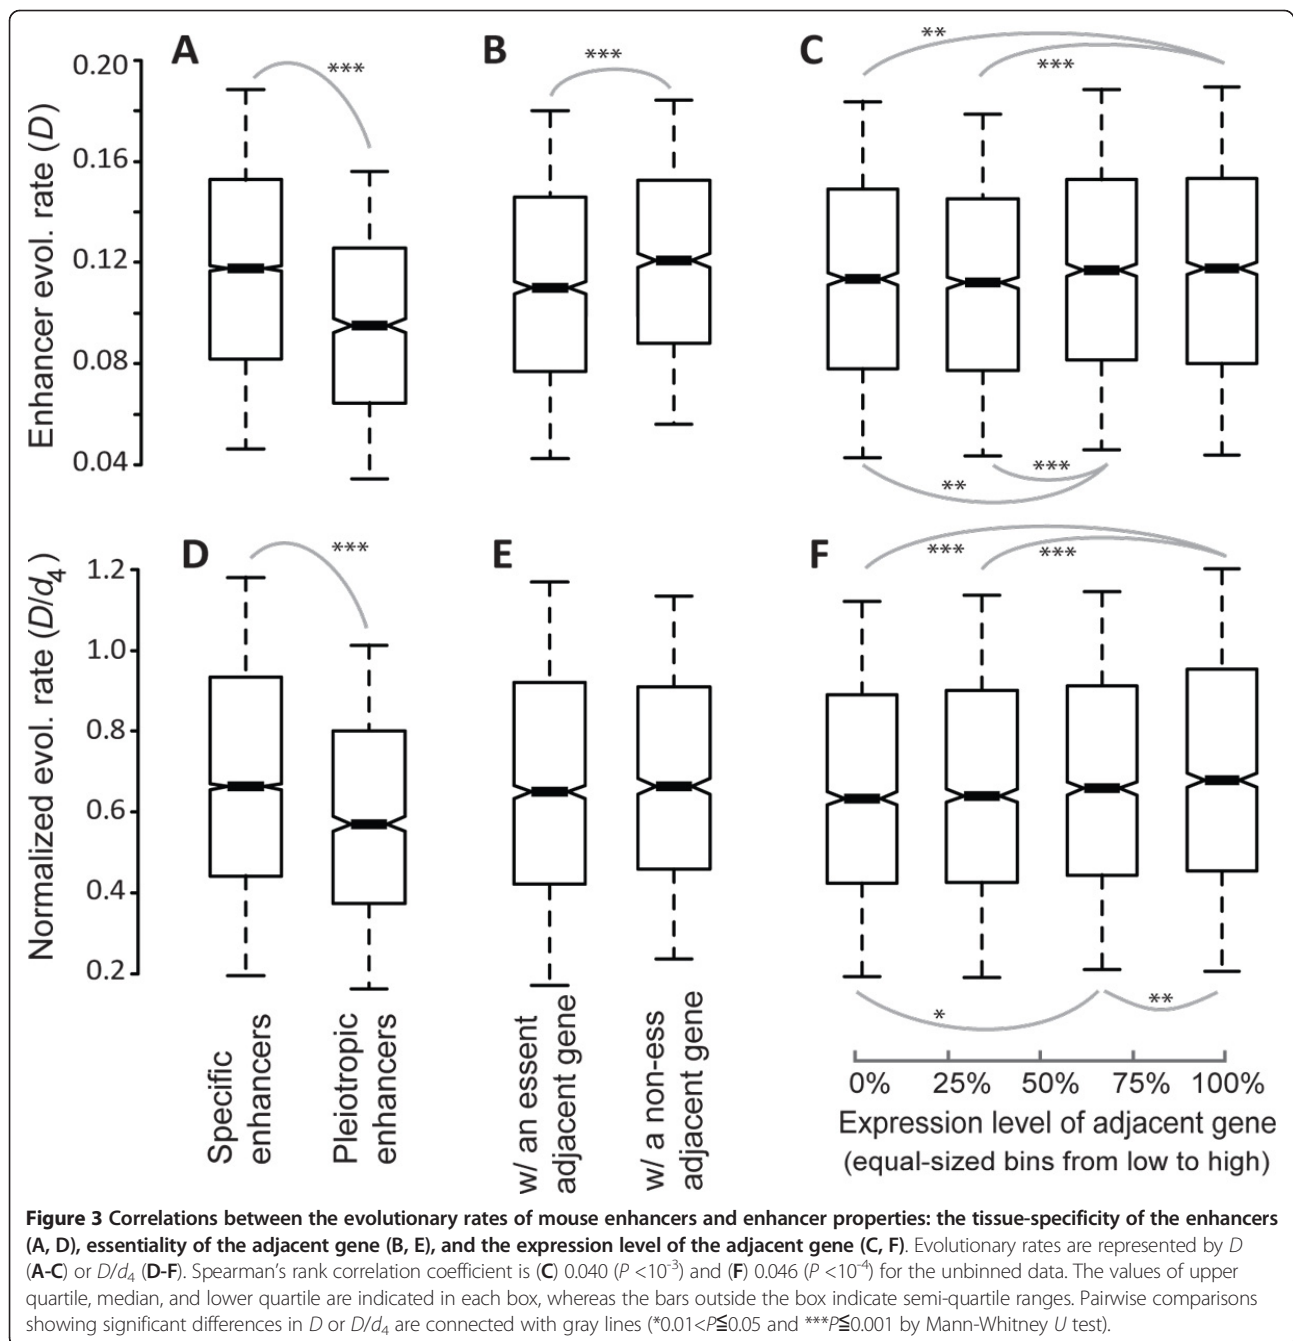 A
B
C
***
***
**
***
Enhancer evol. rate (D)
0.20
0.16
0.12
0.08
0.04
***
**
D
E
F
***
***
***
Normalized evol. rate (D/d4)
1.2
1.0
0.8
0.6
0.4
0.2
*
**
Specific
enhancers
Pleiotropic
enhancers
w/ an essent
adjacent gene
w/ a non-ess
adjacent gene
0% 25% 50% 75% 100%
Expression level of adjacent gene
(equal-sized bins from low to high)
Figure 3 Correlations between the evolutionary rates of mouse enhancers and enhancer properties: the tissue-specificity of the enhancers
(A, D), essentiality of the adjacent gene (B, E), and the expression level of the adjacent gene (C, F). Evolutionary rates are represented by D
(A-C) or D/d4 (D-F). Spearman's rank correlation coefficient is (C) 0.040 (P <10-3) and (F) 0.046 (P <10-4) for the unbinned data. The values of upper
quartile, median, and lower quartile are indicated in each box, whereas the bars outside the box indicate semi-quartile ranges. Pairwise comparisons
showing significant differences in D or D/d4 are connected with gray lines (*0.01<P≦0.05 and ***P≦0.001 by Mann-Whitney U test).